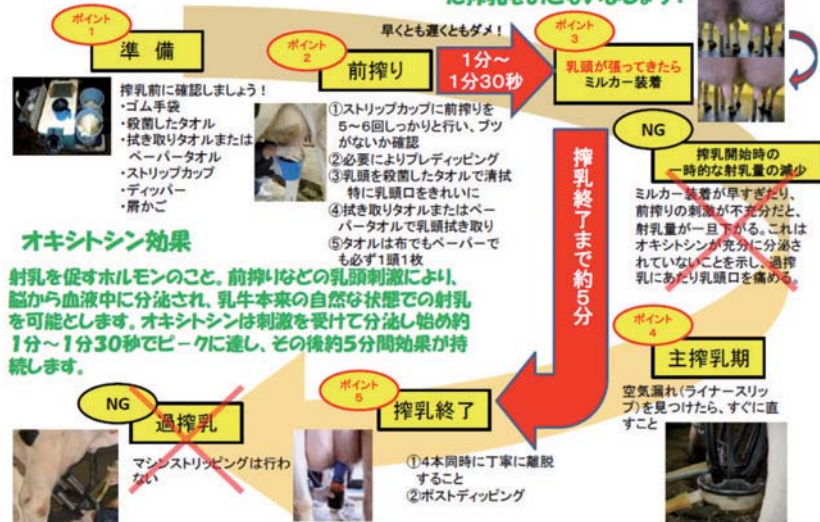 に搾乳をおこないましょう！
ポイント
1
準 備
搾乳前に確認しましょう！
・ゴム手袋
・殺菌したタオル
・拭き取りタオルまたは
ペーパータオル
・ストリップカップ
・ディッパー
・屑かご
早くとも遅くともダメ！
ポイント
2
前搾り
①ストリップカップに前搾りを
5～6回しっかりと行い、ブツ
がないか確認
②必要によりプレディッピング
③乳頭を殺菌したタオルで清拭
特に乳頭口をきれいに
④拭き取りタオルまたはペー
パータオルで乳頭拭き取り
⑤タオルは布でもペーパーで
も必ず1頭1枚
1分～
1分30秒
ポイント
3
乳頭が張ってきたら
ミルカー装着
NG
搾乳開始時の
一時的な射乳量の減少
ミルカー装着が早すぎたり、
前搾りの刺激が不充分だと、
射乳量が一旦下がる。これは
オキシトシンが充分に分泌さ
れていないことを示し、過搾
乳にあたり乳頭口を痛める。
搾乳終了まで約5分
オキシトシン効果
射乳を促すホルモンのこと。前搾りなどの乳頭刺激により、
脳から血液中に分泌され、乳牛本来の自然な状態での射乳
を可能とします。オキシトシンは刺激を受けて分泌し始め約
1分～1分30秒でピークに達し、その後約5分間効果が持
続します。
ポイント
4
主搾乳期
空気漏れ(ライナースリッ
プ)を見つけたら、すぐに直
すこと
ポイント
5
搾乳終了
①4本同時に丁寧に離脱
すること
②ポストディッピング
NG
過搾乳
マシンストリッピングは行わ
ない